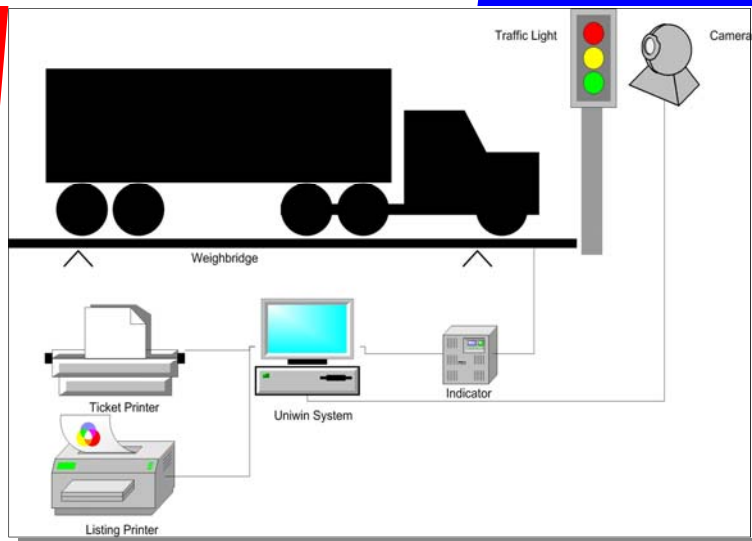 Traffic Light
Camera
Weighbridge
Ticket Printer
Uniwin System
Indicator
Listing Printer